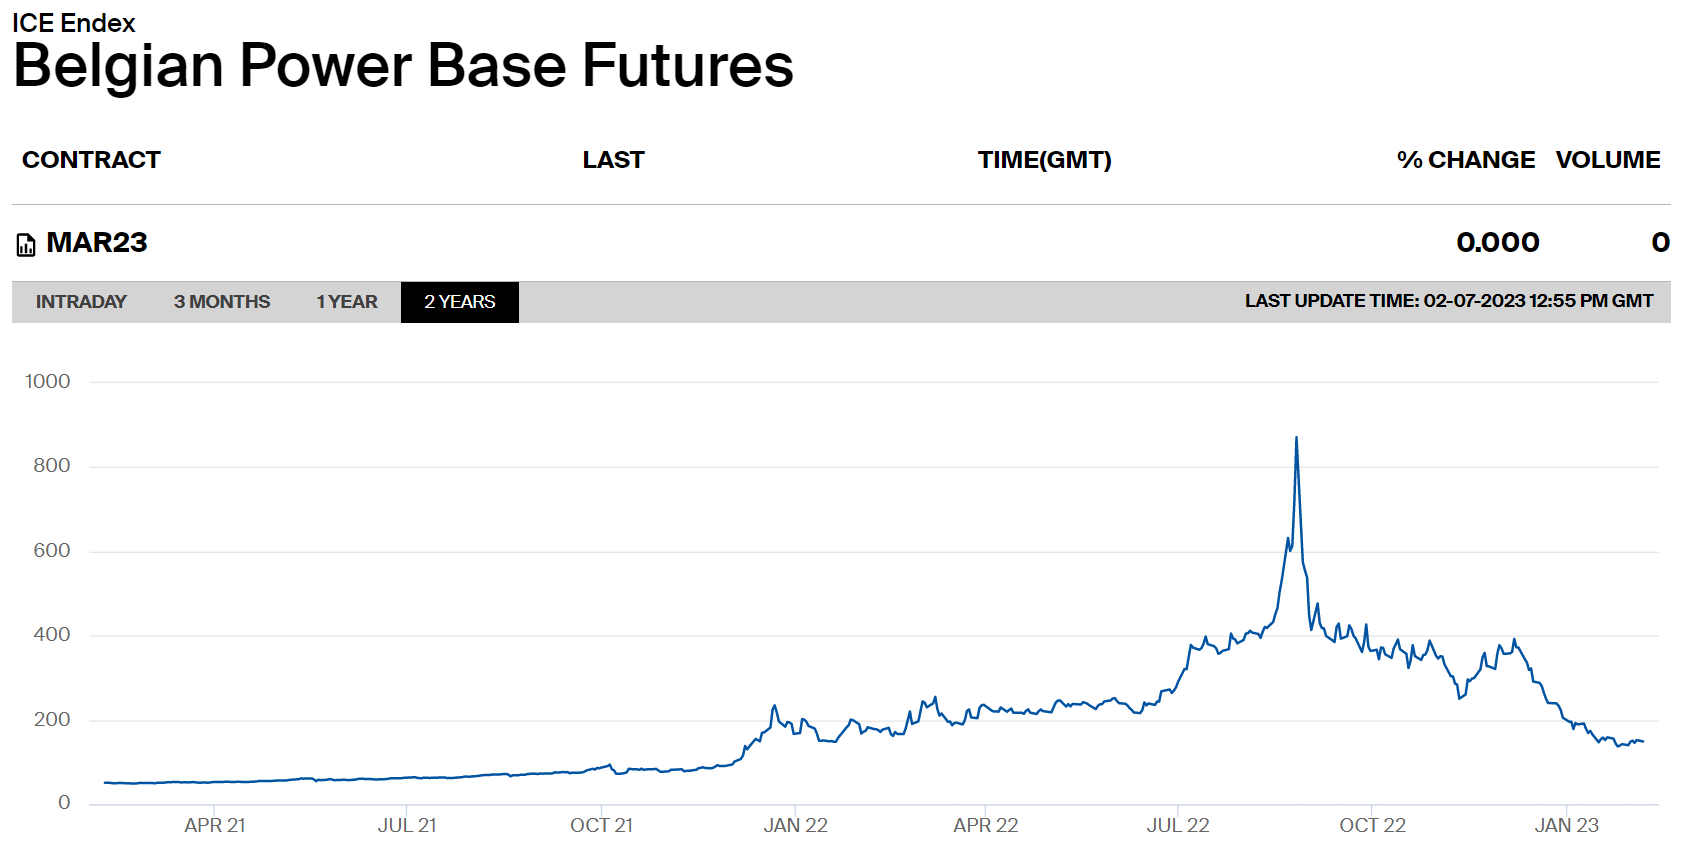 ICE Endex
Belgian Power Base Futures
CONTRACT LAST TIME(GMT) % CHANGE VOLUME
MAR23 0.000 0
INTRADAY 3 MONTHS 1 YEAR 2 YEARS LAST UPDATE TIME: 02-07-2023 12:55 PM GMT
1000
800
600
400
200
0
APR 21 JUL 21 OCT 21 JAN 22 APR 22 JUL 22 OCT 22 JAN 23